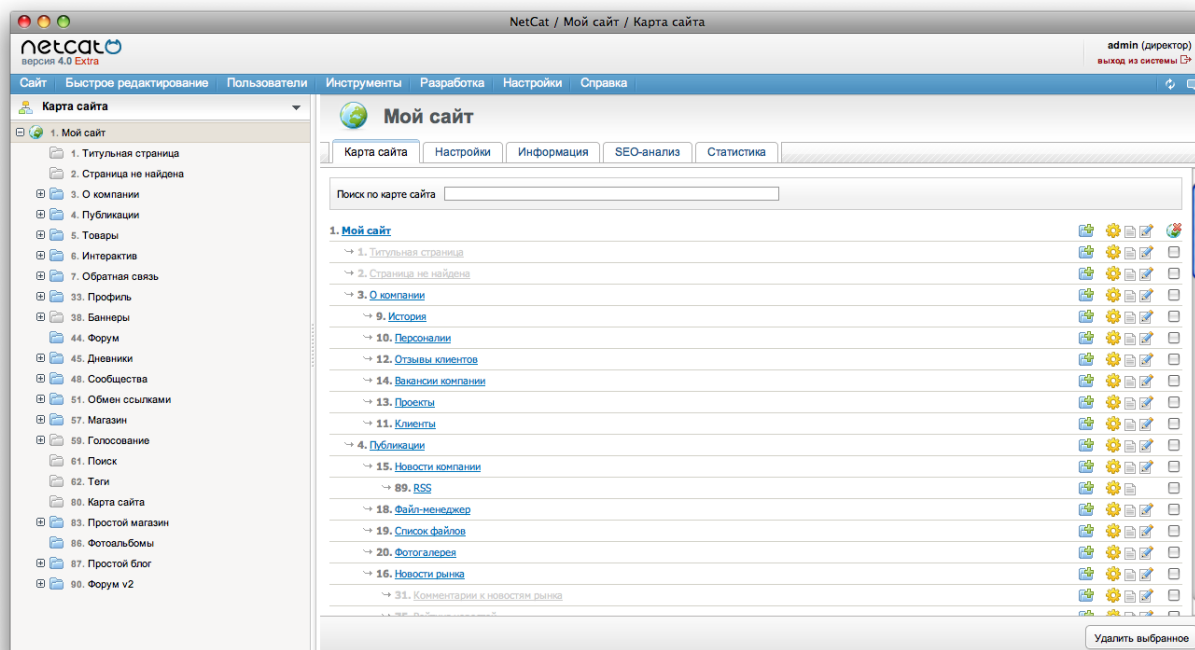 NetCat / Мой сайт / Карта сайта
netcat
версия 4.0 Extra
admin (директор)
выход из системы
Сайт Быстрое редактирование Пользователи Инструменты Разработка Настройки Справка
Карта сайта
1. Мой сайт
1. Титульная страница
2. Страница не найдена
3. О компании
4. Публикации
5. Товары
6. Интерактив
7. Обратная связь
33. Профиль
38. Баннеры
44. Форум
45. Дневники
48. Сообщества
51. Обмен ссылками
57. Магазин
59. Голосование
61. Поиск
62. Теги
80. Карта сайта
83. Простой магазин
86. Фотоальбомы
87. Простой блог
90. Форум v2
Мой сайт
Карта сайта Настройки Информация SEO-анализ Статистика
Поиск по карте сайта
1. Мой сайт
1. Титульная страница
2. Страница не найдена
3. О компании
9. История
10. Персоналии
12. Отзывы клиентов
14. Вакансии компании
13. Проекты
11. Клиенты
4. Публикации
15. Новости компании
89. RSS
18. Файл-менеджер
19. Список файлов
20. Фотогалерея
16. Новости рынка
31. Комментарии к новостям рынка
Удалить выбранное